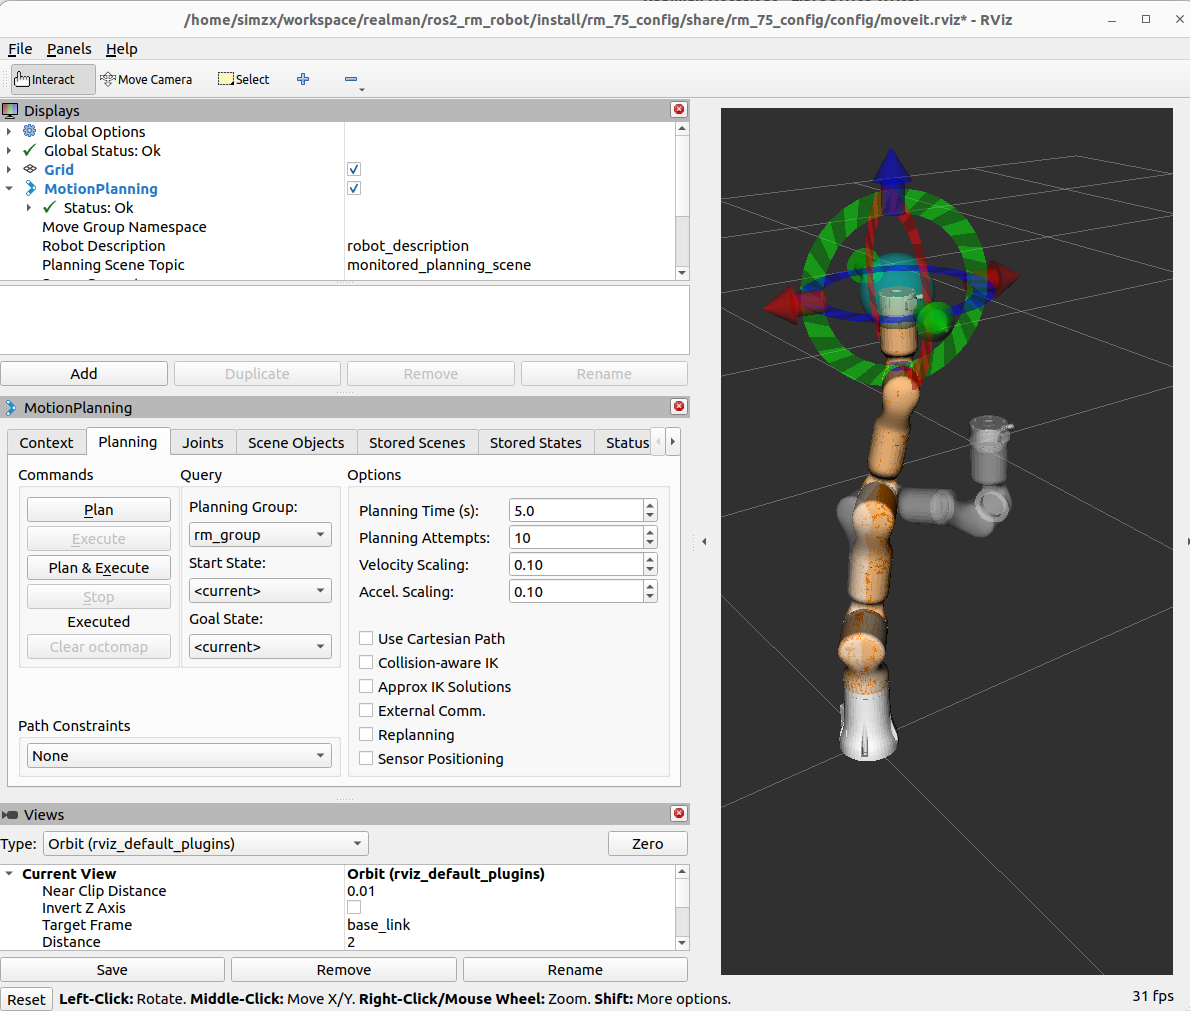 /home/simzx/workspace/realman/ros2_rm_robot/install/rm_75_config/share/rm_75_config/config/moveit.rviz* - RViz
File Panels Help
Interact Move Camera Select
Displays
Global Options
Global Status: Ok
Grid
MotionPlanning
Status: Ok
Move Group Namespace
Robot Description robot_description
Planning Scene Topic monitored_planning_scene
Add Duplicate Remove Rename
MotionPlanning
Context Planning Joints Scene Objects Stored Scenes Stored States Status
Commands Query Options
Plan
Execute
Plan & Execute
Stop
Executed
Clear octomap
Planning Group:
rm_group
Start State:
<current>
Goal State:
<current>
Planning Time (s): 5.0
Planning Attempts: 10
Velocity Scaling: 0.10
Accel. Scaling: 0.10
Use Cartesian Path
Collision-aware IK
Approx IK Solutions
External Comm.
Replanning
Sensor Positioning
Path Constraints
None
Views
Type: Orbit (rviz_default_plugins) Zero
Current View Orbit (rviz_default_plugins)
Near Clip Distance 0.01
Invert Z Axis
Target Frame base_link
Distance 2
Save Remove Rename
Reset Left-Click: Rotate. Middle-Click: Move X/Y. Right-Click/Mouse Wheel: Zoom. Shift: More options. 31 fps